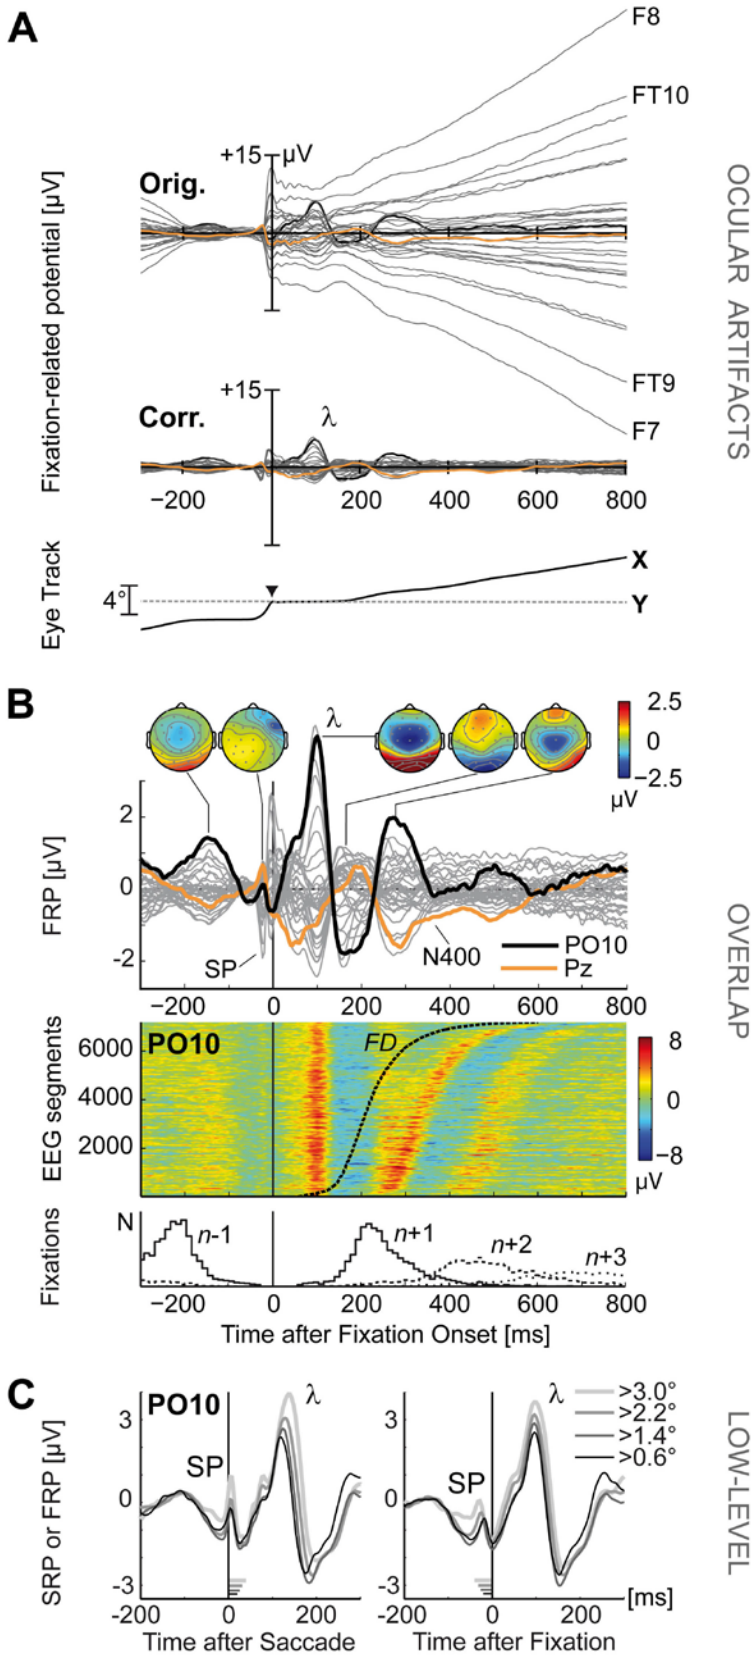 A
F8
FT10
+15
µV
Orig.
Fixation-related potential [µV]
OCULAR ARTIFACTS
FT9
+15
Corr.
λ
F7
−200
200
400
600
800
Eye Track
X
4°
Y
B
λ
2.5
0
−2.5
µV
2
0
-2
FRP [µV]
SP
N400
PO10
Pz
OVERLAP
−200
0
200
400
600
800
6000
4000
2000
EEG segments
PO10
FD
8
0
−8
µV
Fixations
N
n-1
n+1
n+2
n+3
−200
0
200
400
600
800
Time after Fixation Onset [ms]
C
PO10
λ
λ
>3.0°
>2.2°
>1.4°
>0.6°
3
0
-3
SP
3
0
-3
SP
SRP or FRP [µV]
LOW-LEVEL
[ms]
-200
0
200
-200
0
200
Time after Saccade
Time after Fixation